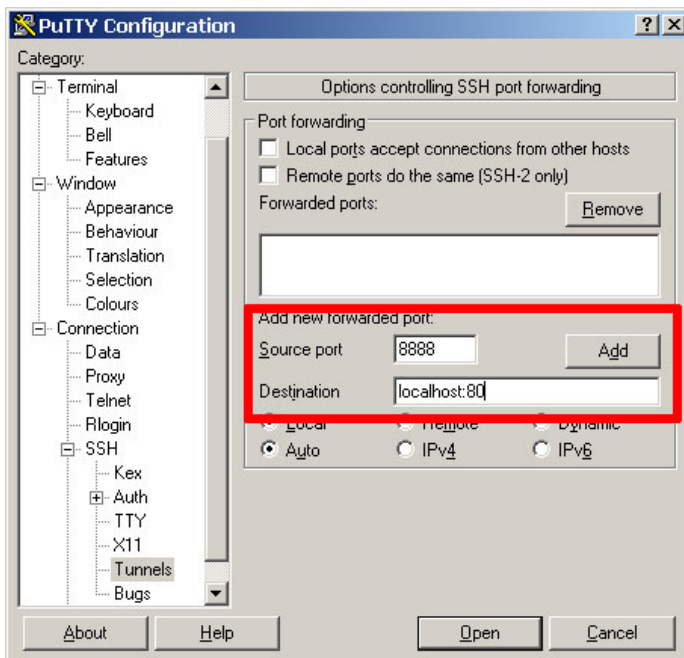 PuTTY Configuration
Category:
Terminal
Keyboard
Bell
Features
Window
Appearance
Behaviour
Translation
Selection
Colours
Connection
Data
Proxy
Telnet
Rlogin
SSH
Kex
Auth
TTY
X11
Tunnels
Bugs
Options controlling SSH port forwarding
Port forwarding
Local ports accept connections from other hosts
Remote ports do the same (SSH-2 only)
Forwarded ports:
Remove
Add new forwarded port:
Source port 8888 Add
Destination localhost:80
Local Remote Dynamic
Auto IPv4 IPv6
About Help Open Cancel